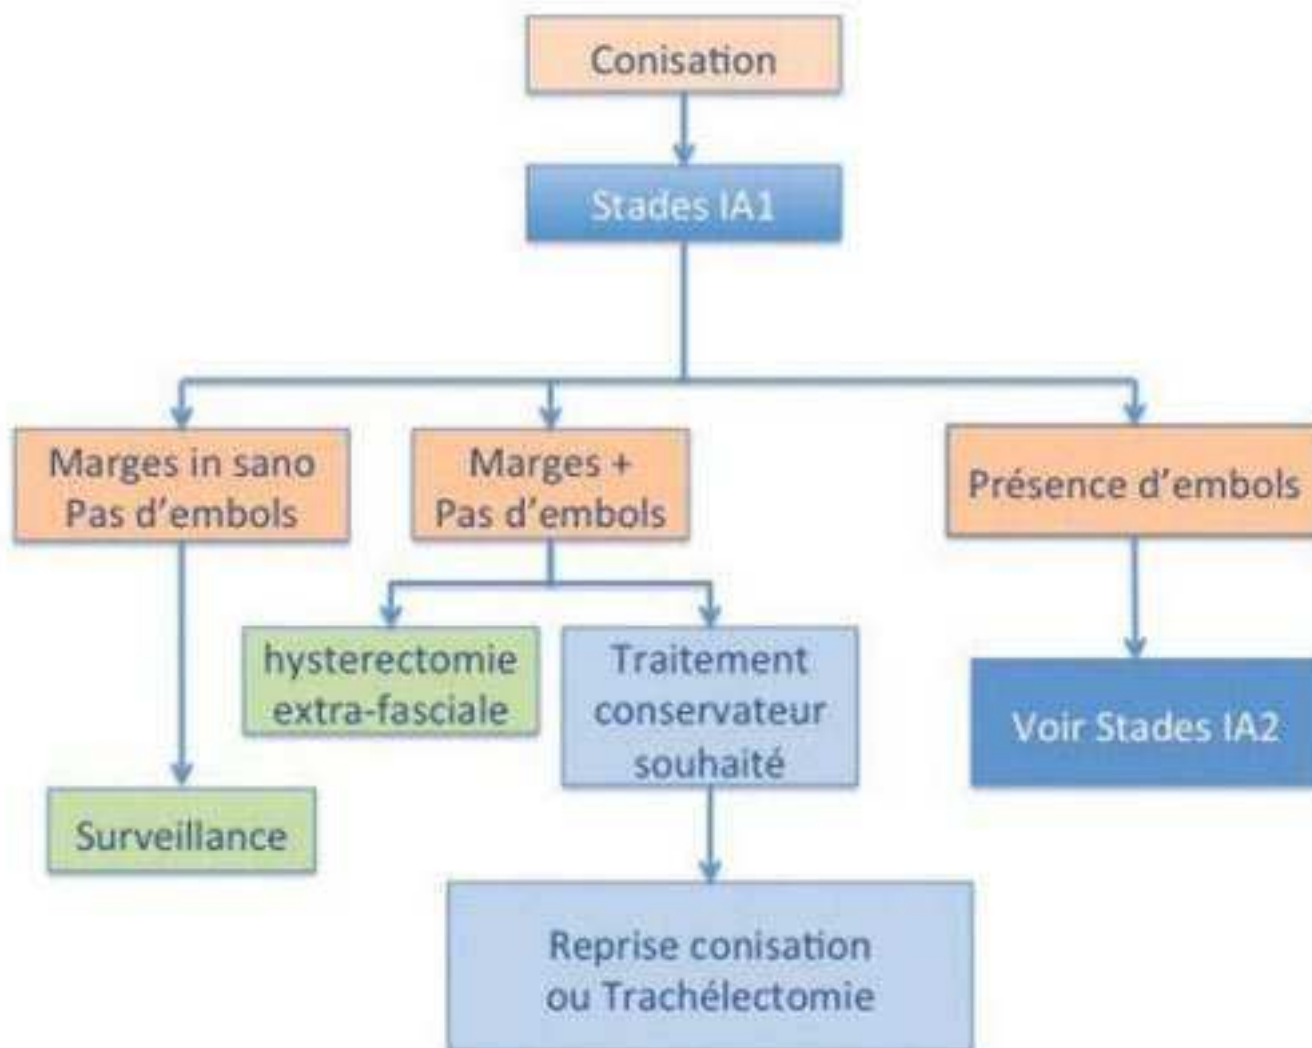 Conisation
Stades IA1
Marges in sano
Pas d'embols
Marges +
Pas d'embols
Présence d'embols
hysterectomie
extra-fasciale
Traitement
conservateur
souhaité
Voir Stades IA2
Surveillance
Reprise conisation
ou Trachélectomie